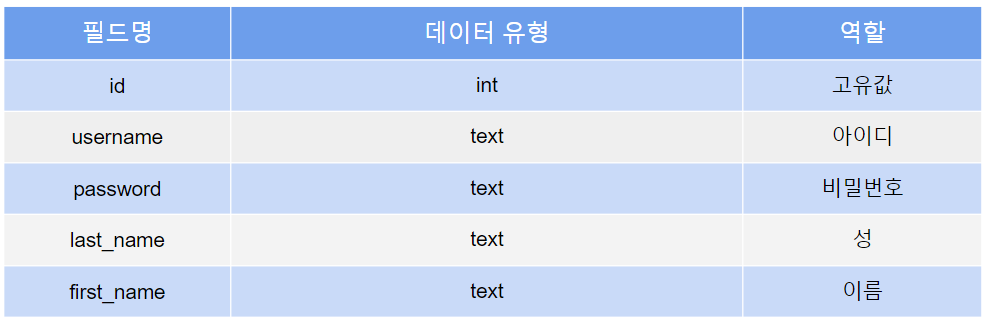 필드명 데이터 유형 역할
id int 고유값
username text 아이디
password text 비밀번호
last_name text 성
first_name text 이름